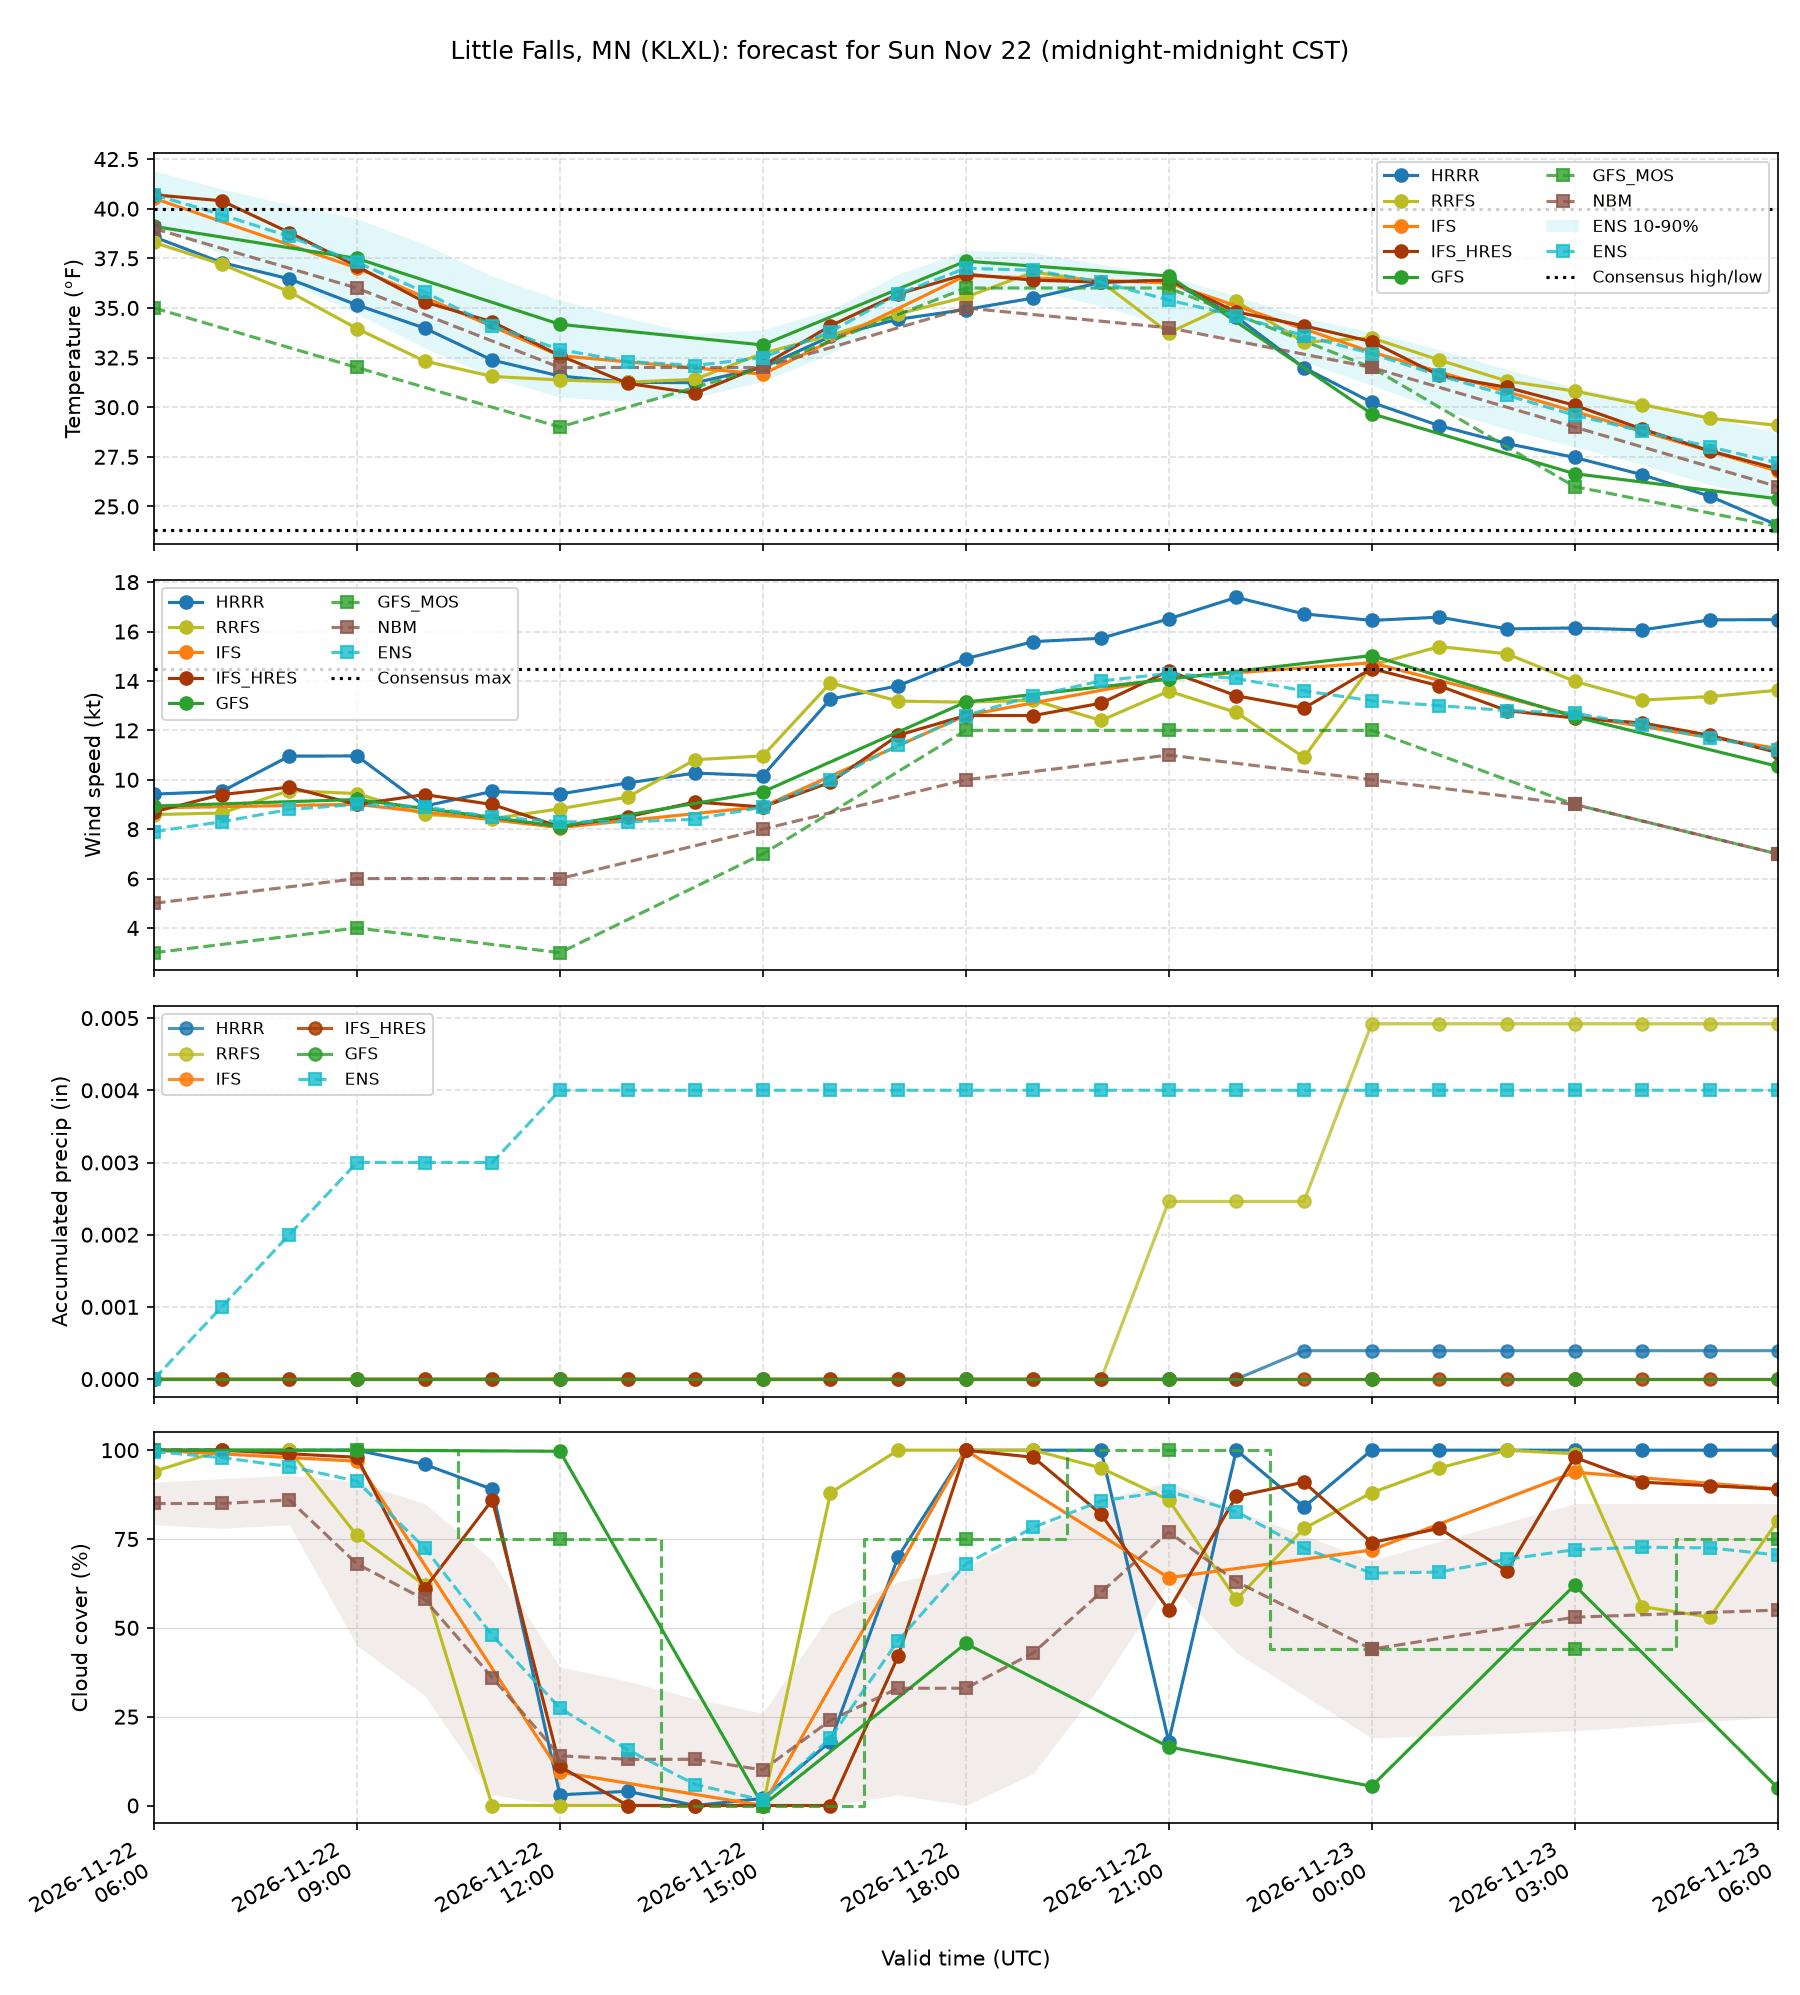 Little Falls, MN (KLXL): forecast for Sun Nov 22 (midnight-midnight CST)
Temperature (°F)
42.5
40.0
37.5
35.0
32.5
30.0
27.5
25.0
HRRR
RRFS
IFS
IFS_HRES
GFS
GFS_MOS
NBM
ENS 10-90%
ENS
Consensus high/low
Wind speed (kt)
18
16
14
12
10
8
6
4
HRRR
RRFS
IFS
IFS_HRES
GFS
GFS_MOS
NBM
ENS
Consensus max
Accumulated precip (in)
0.005
0.004
0.003
0.002
0.001
0.000
HRRR
RRFS
IFS
IFS_HRES
GFS
ENS
Cloud cover (%)
100
75
50
25
0
2026-11-22
06:00
2026-11-22
09:00
2026-11-22
12:00
2026-11-22
15:00
2026-11-22
18:00
2026-11-22
21:00
2026-11-23
00:00
2026-11-23
03:00
2026-11-23
06:00
Valid time (UTC)